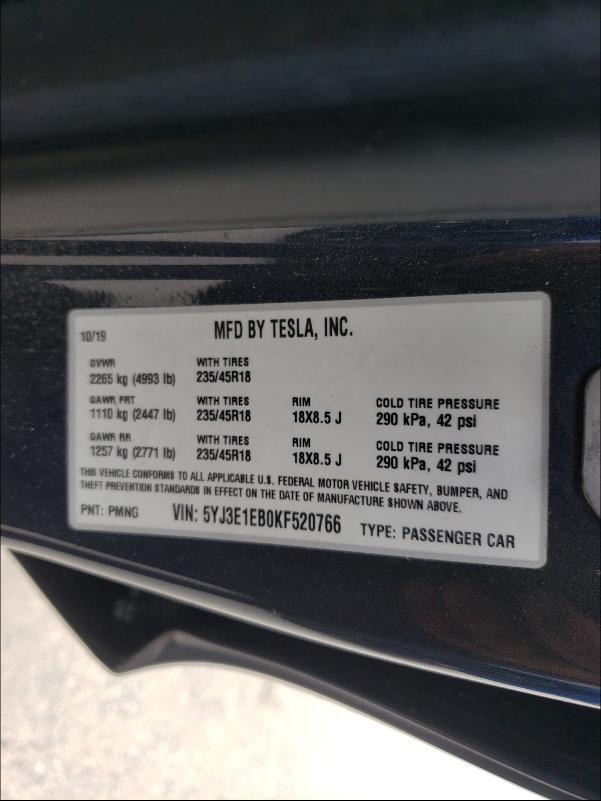 10/19 MFD BY TESLA, INC.
GVWR WITH TIRES
2265 kg (4993 lb) 235/45R18
GAWR FRT WITH TIRES RIM COLD TIRE PRESSURE
1110 kg (2447 lb) 235/45R18 18X8.5 J 290 kPa, 42 psi
GAWR RR WITH TIRES RIM COLD TIRE PRESSURE
1257 kg (2771 lb) 235/45R18 18X8.5 J 290 kPa, 42 psi
THIS VEHICLE CONFORMS TO ALL APPLICABLE U.S. FEDERAL MOTOR VEHICLE SAFETY, BUMPER, AND
THEFT PREVENTION STANDARDS IN EFFECT ON THE DATE OF MANUFACTURE SHOWN ABOVE.
PNT: PMNG VIN: 5YJ3E1EB0KF520766 TYPE: PASSENGER CAR